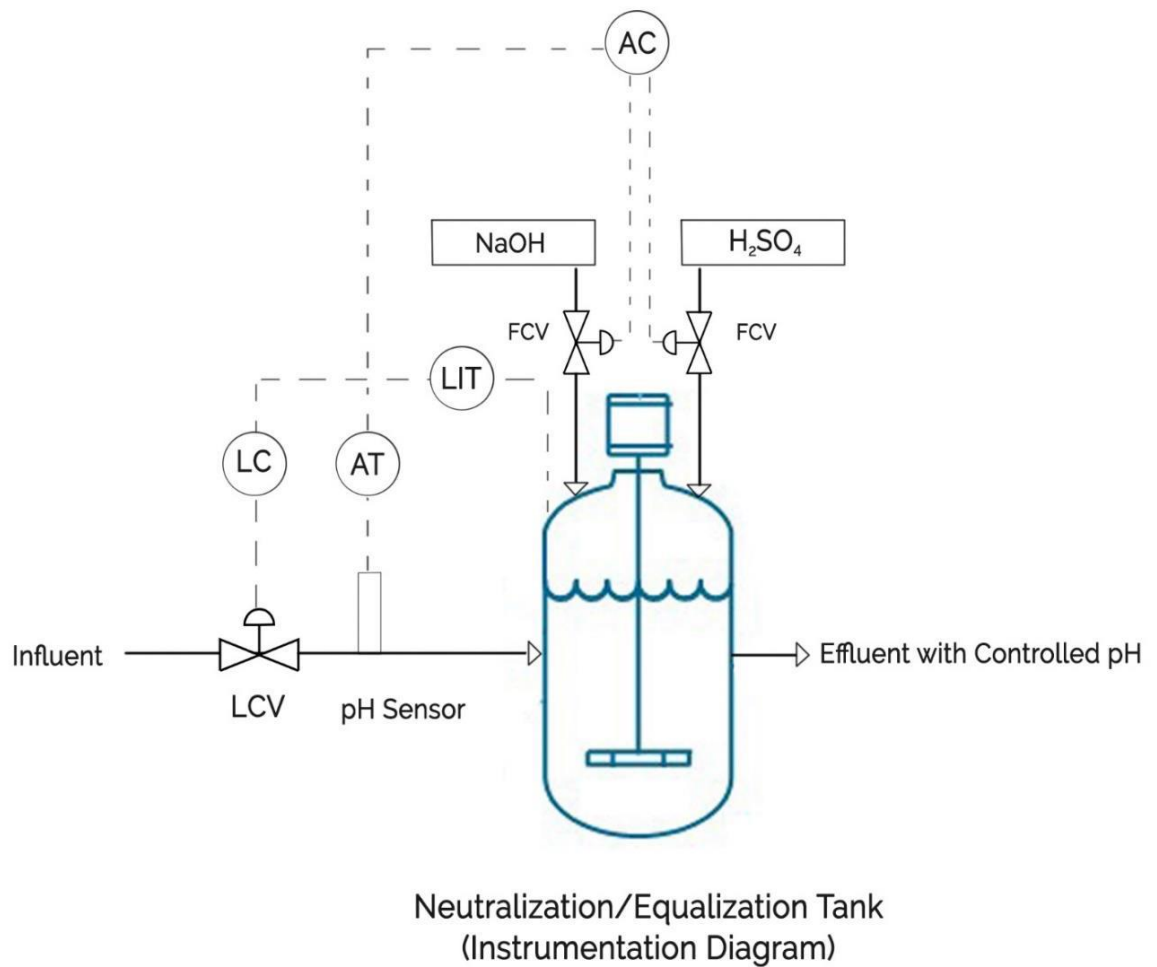 AC
NaOH
H₂SO₄
FCV
FCV
LIT
LC
AT
Influent
Effluent with Controlled pH
LCV
pH Sensor
Neutralization/Equalization Tank
(Instrumentation Diagram)